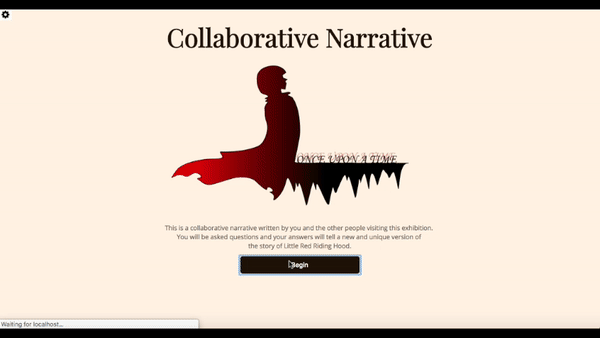 Collaborative Narrative
ONCE UPON A TIME
This is a collaborative narrative written by you and the other people visiting this exhibition.
You will be asked questions and your answers will tell a new and unique version of
the story of Little Red Riding Hood.
Begin
Waiting for localhost...